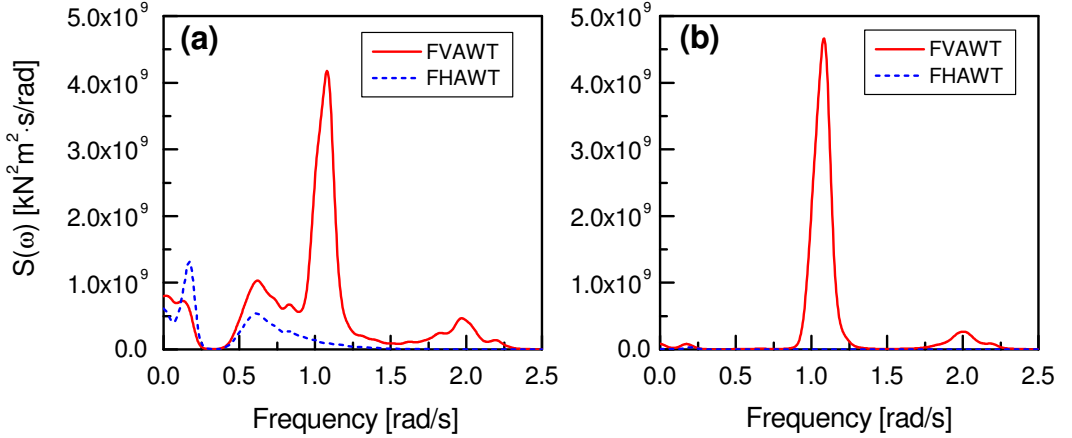 (a)
FVAWT
FHAWT
5.0x10⁹
4.0x10⁹
3.0x10⁹
2.0x10⁹
1.0x10⁹
0.0
0.0 0.5 1.0 1.5 2.0 2.5
Frequency [rad/s]
S(ω) [kN²m²·s/rad]
(b)
FVAWT
FHAWT
5.0x10⁹
4.0x10⁹
3.0x10⁹
2.0x10⁹
1.0x10⁹
0.0
0.0 0.5 1.0 1.5 2.0 2.5
Frequency [rad/s]